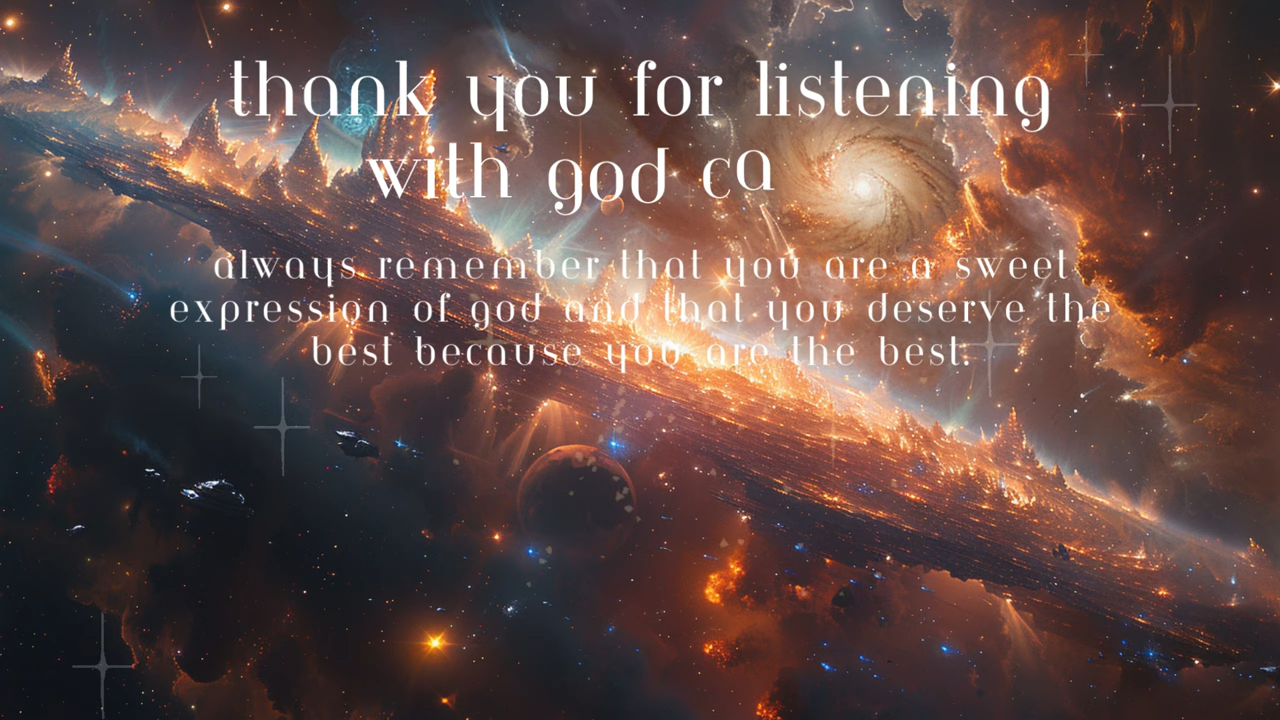 thank you for listening
with god ca
always remember that you are a sweet
expression of god and that you deserve the
best because you are the best.